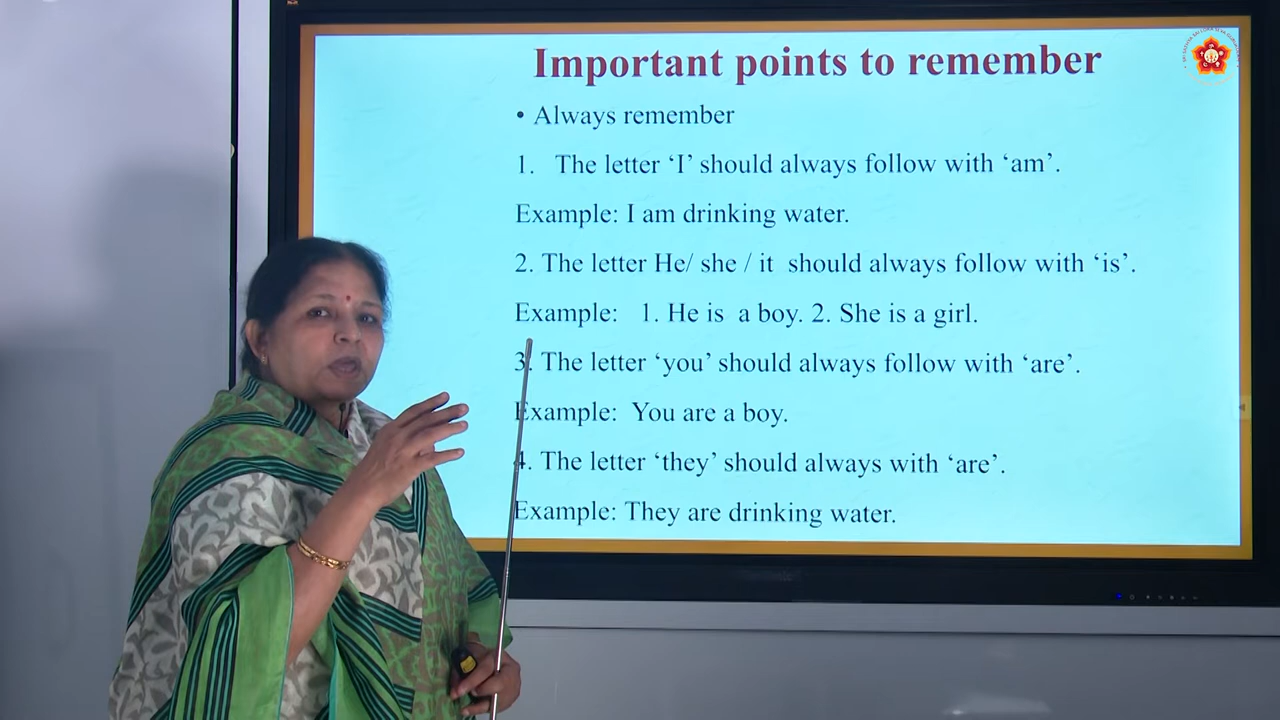 Important points to remember
• Always remember
1. The letter ‘I’ should always follow with ‘am’.
Example: I am drinking water.
2. The letter He/ she / it should always follow with ‘is’.
Example: 1. He is a boy. 2. She is a girl.
3. The letter ‘you’ should always follow with ‘are’.
Example: You are a boy.
4. The letter ‘they’ should always with ‘are’.
Example: They are drinking water.